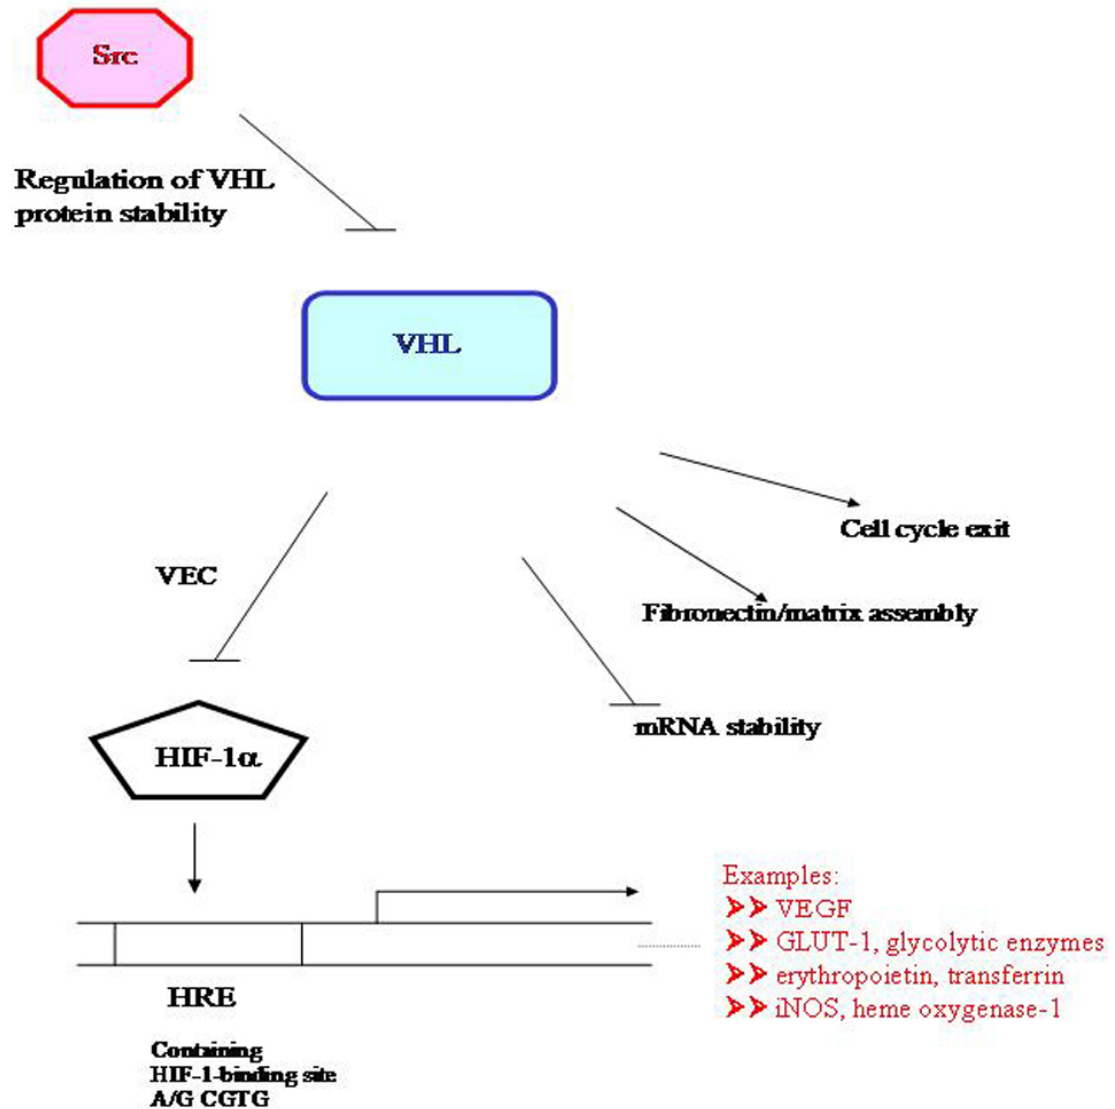 Src
Regulation of VHL
protein stability
VHL
Cell cycle exit
VEC
Fibronectin/matrix assembly
mRNA stability
HIF-1α
Examples:
VEGF
GLUT-1, glycolytic enzymes
erythropoietin, transferrin
iNOS, heme oxygenase-1
HRE
Containing
HIF-1-binding site
A/G CGTG